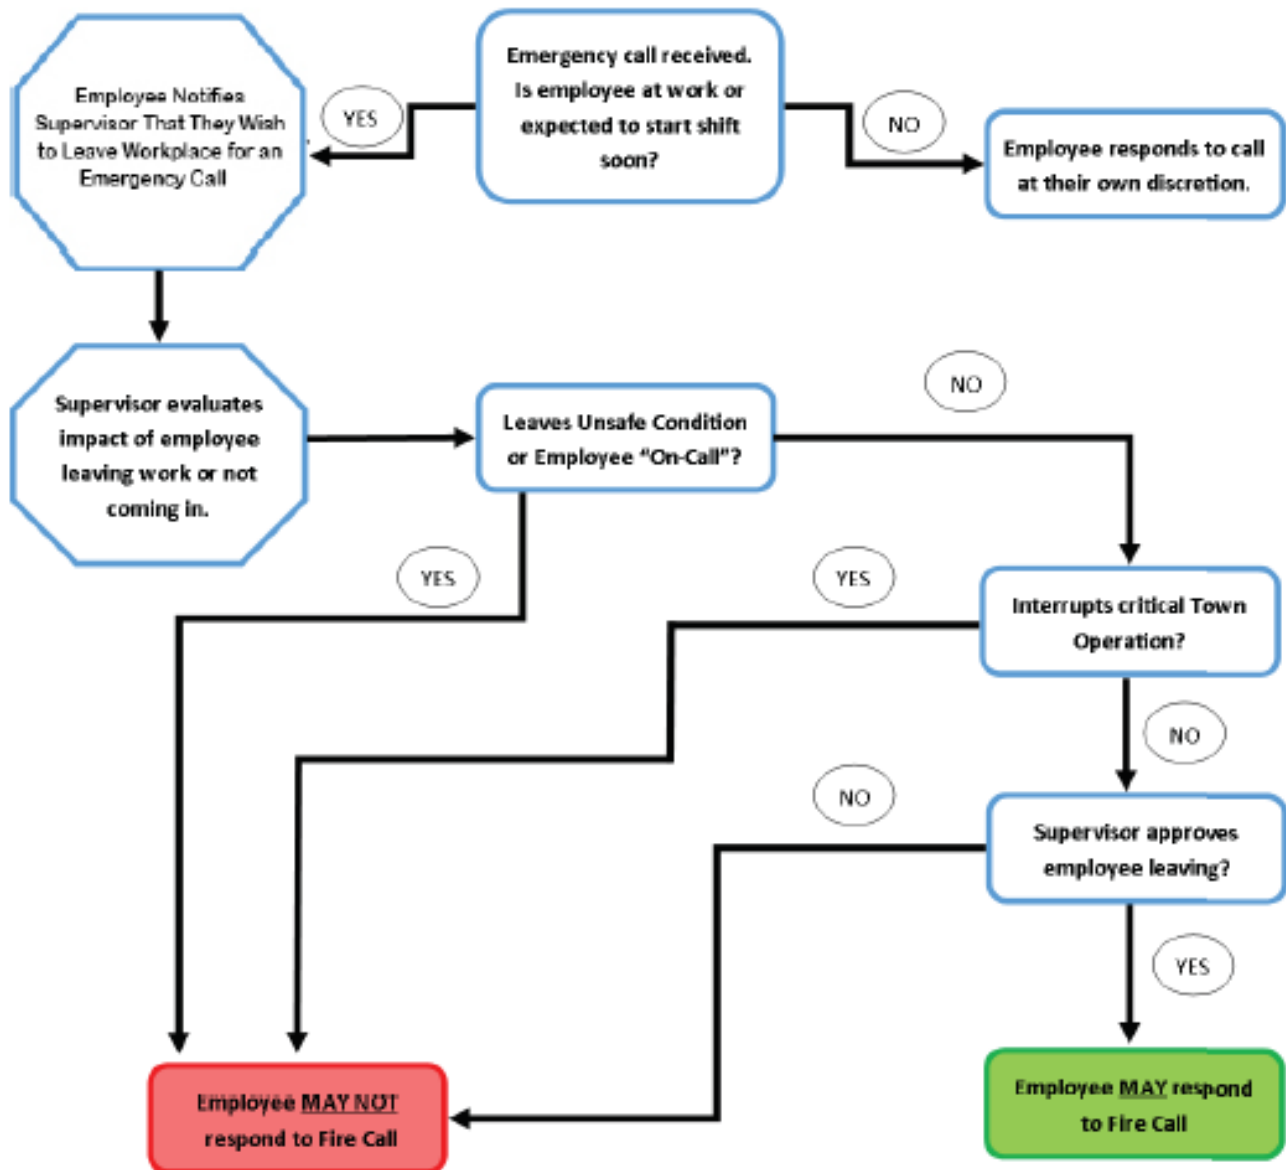 Emergency call received.
Is employee at work or
expected to start shift
soon?
YES
NO
Employee Notifies
Supervisor That They Wish
to Leave Workplace for an
Emergency Call
Employee responds to call
at their own discretion.
Supervisor evaluates
impact of employee
leaving work or not
coming in.
Leaves Unsafe Condition
or Employee “On-Call”?
NO
YES
YES
Interrupts critical Town
Operation?
NO
NO
Supervisor approves
employee leaving?
YES
Employee MAY NOT
respond to Fire Call
Employee MAY respond
to Fire Call